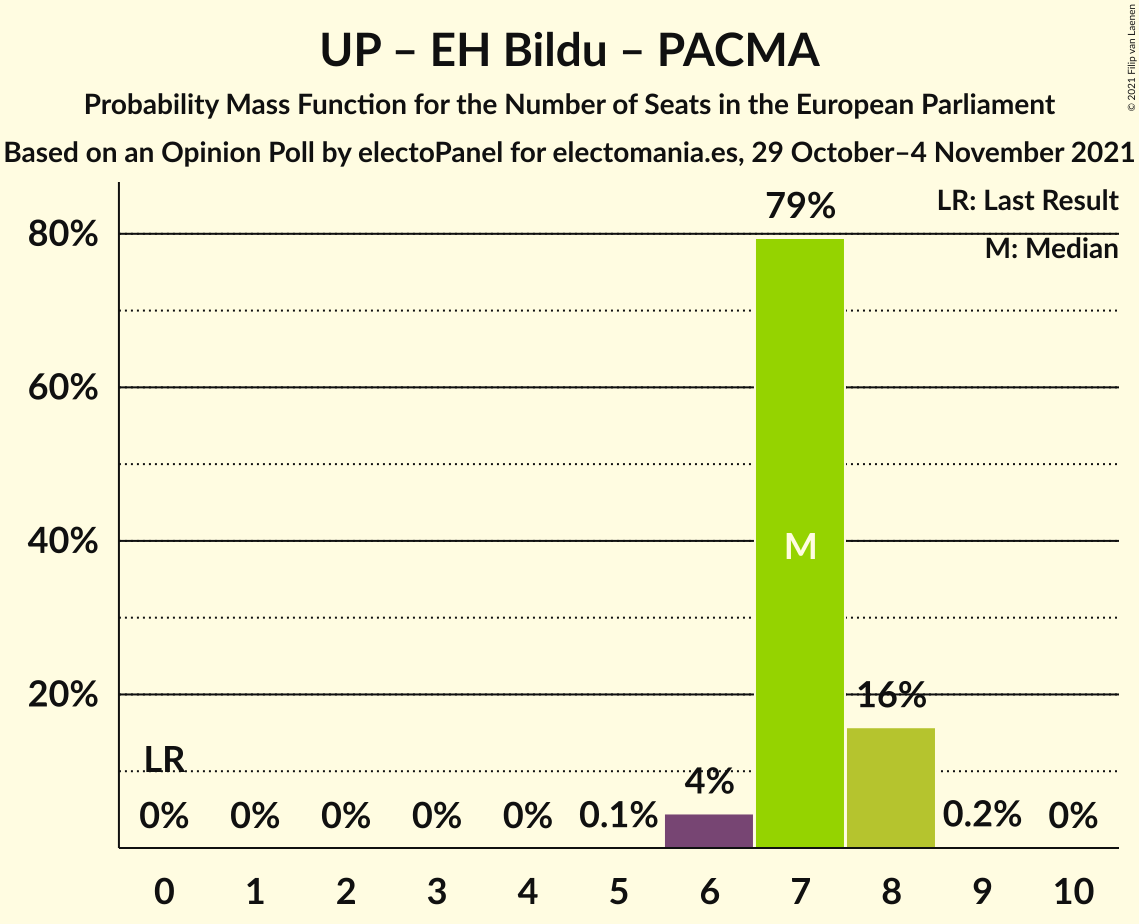 UP – EH Bildu – PACMA
Probability Mass Function for the Number of Seats in the European Parliament
Based on an Opinion Poll by electoPanel for electomania.es, 29 October–4 November 2021
© 2021 Filip van Laenen
LR: Last Result
M: Median
79%
80%
60%
40%
M
20%
16%
LR
4%
0% 0% 0% 0% 0% 0.1% 0.2% 0%
0 1 2 3 4 5 6 7 8 9 10